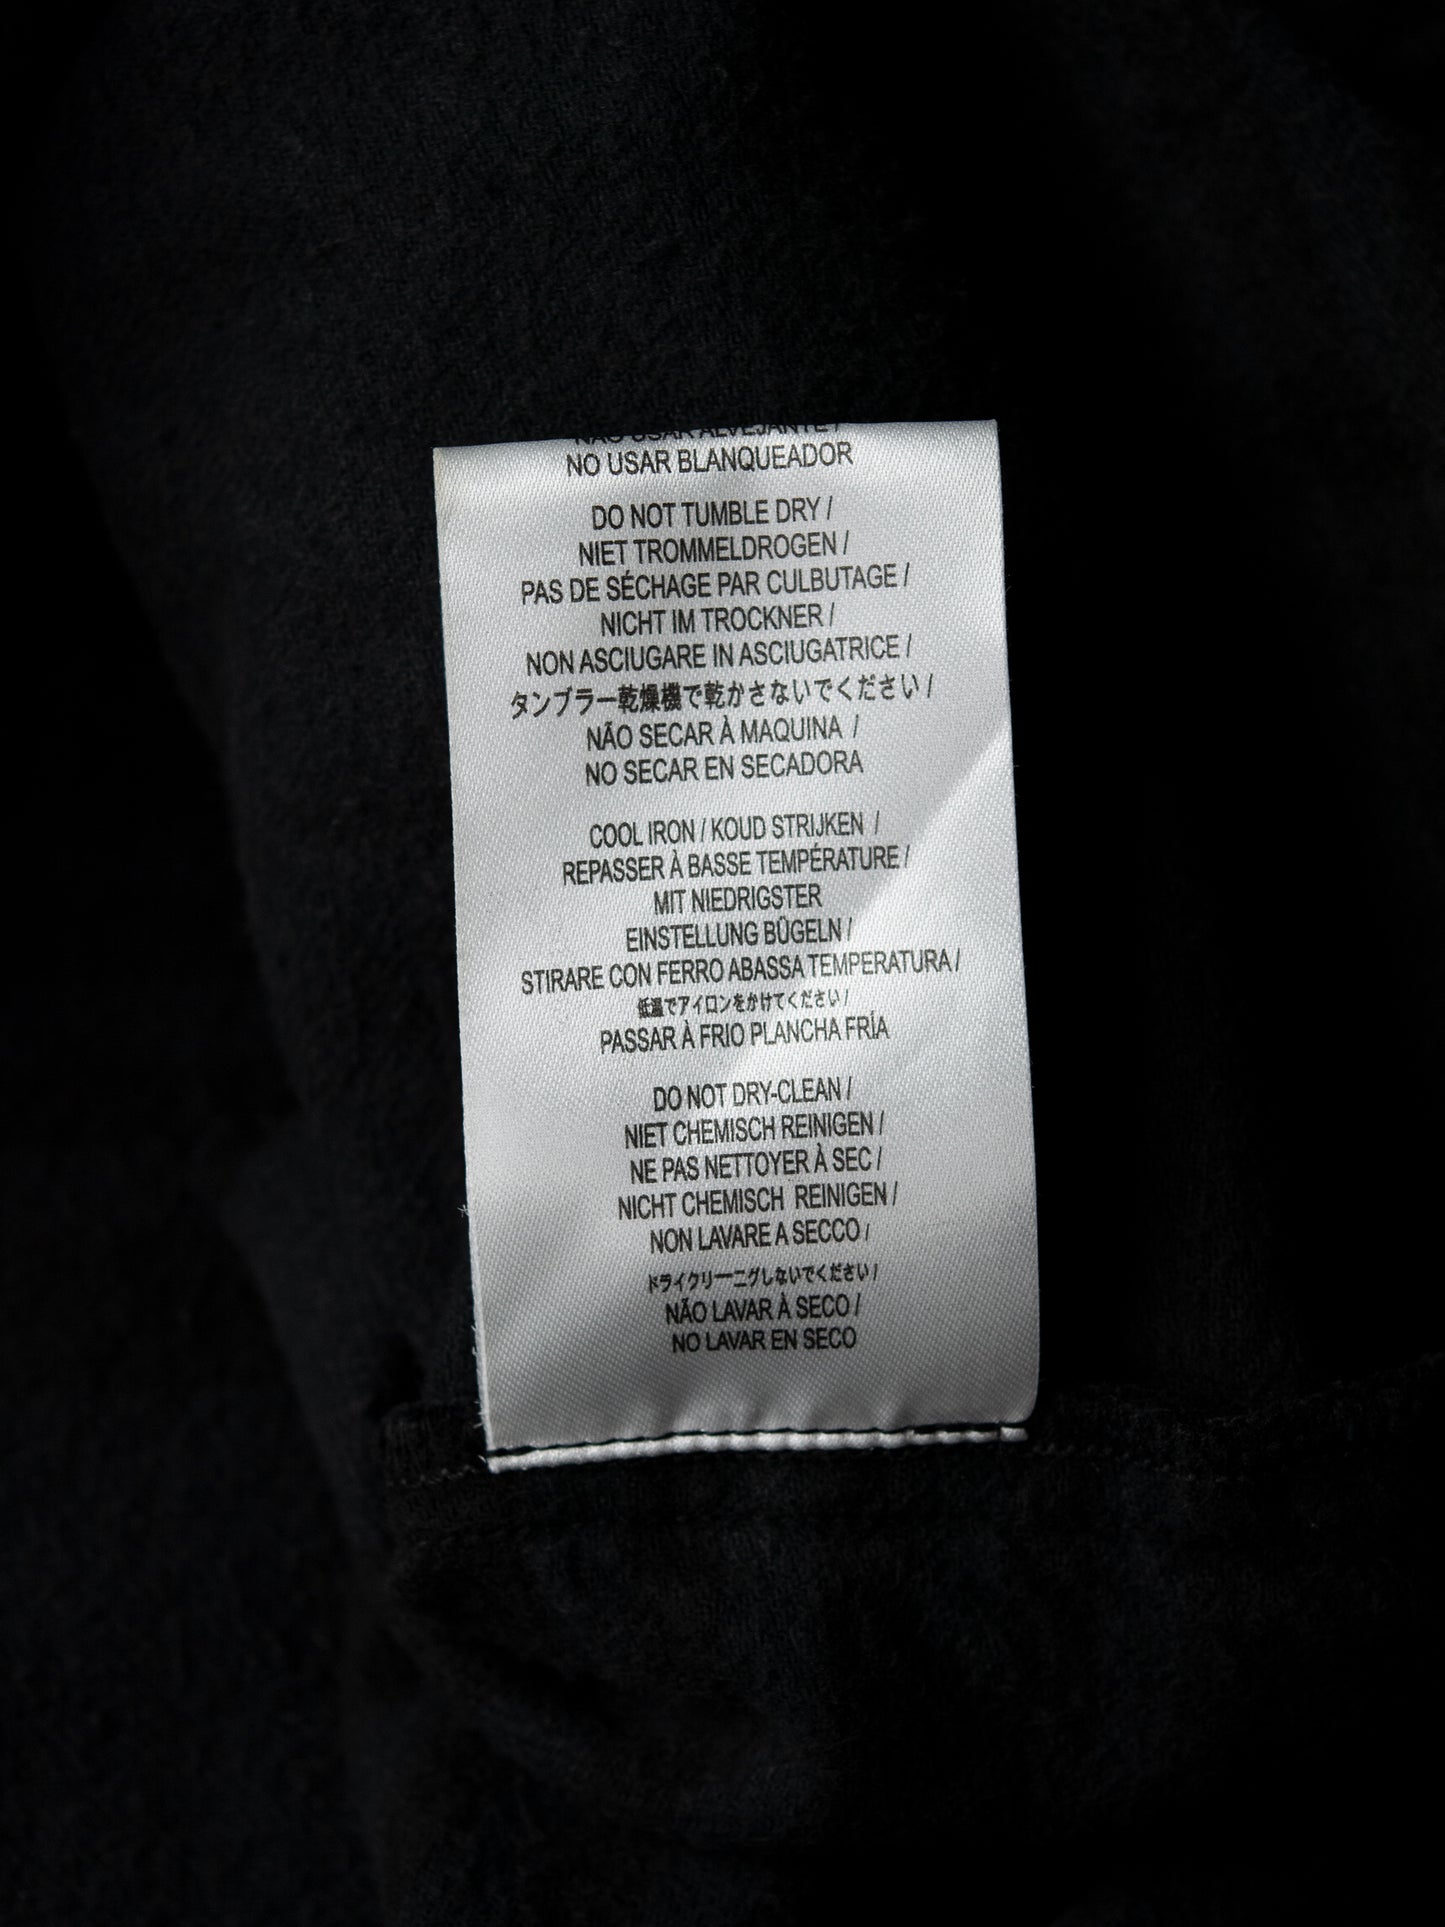 NÃO USAR ALVEJANTE /
NO USAR BLANQUEADOR
DO NOT TUMBLE DRY /
NIET TROMMELDROGEN /
PAS DE SÉCHAGE PAR CULBUTAGE /
NICHT IM TROCKNER /
NON ASCIUGARE IN ASCIUGATRICE /
タンブラー乾燥機で乾かさないでください /
NÃO SECAR À MAQUINA /
NO SECAR EN SECADORA
COOL IRON / KOUD STRIJKEN /
REPASSER À BASSE TEMPÉRATURE /
MIT NIEDRIGSTER
EINSTELLUNG BÛGELN /
STIRARE CON FERRO ABASSA TEMPERATURA /
低温でアイロンをかけてください /
PASSAR À FRIO PLANCHA FRÍA
DO NOT DRY-CLEAN /
NIET CHEMISCH REINIGEN /
NE PAS NETTOYER À SEC /
NICHT CHEMISCH REINIGEN /
NON LAVARE A SECCO /
ドライクリーニグしないでください /
NÃO LAVAR À SECO /
NO LAVAR EN SECO